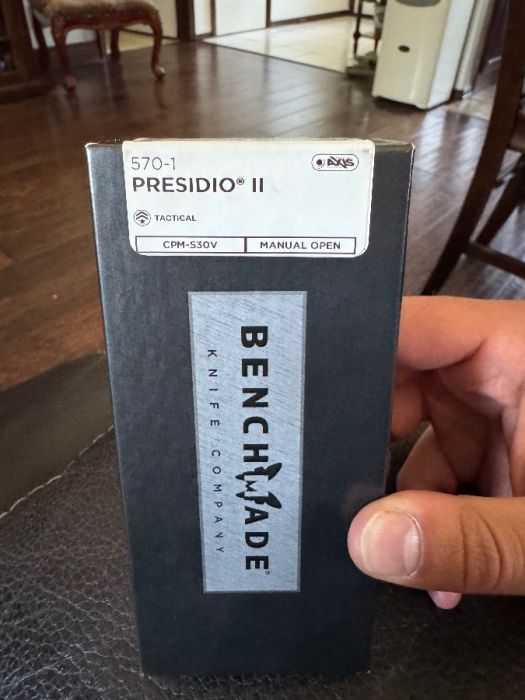 570-1
AXIS
PRESIDIO® II
TACTICAL
CPM-S30V
MANUAL OPEN
BENCHMADE®
KNIFE COMPANY